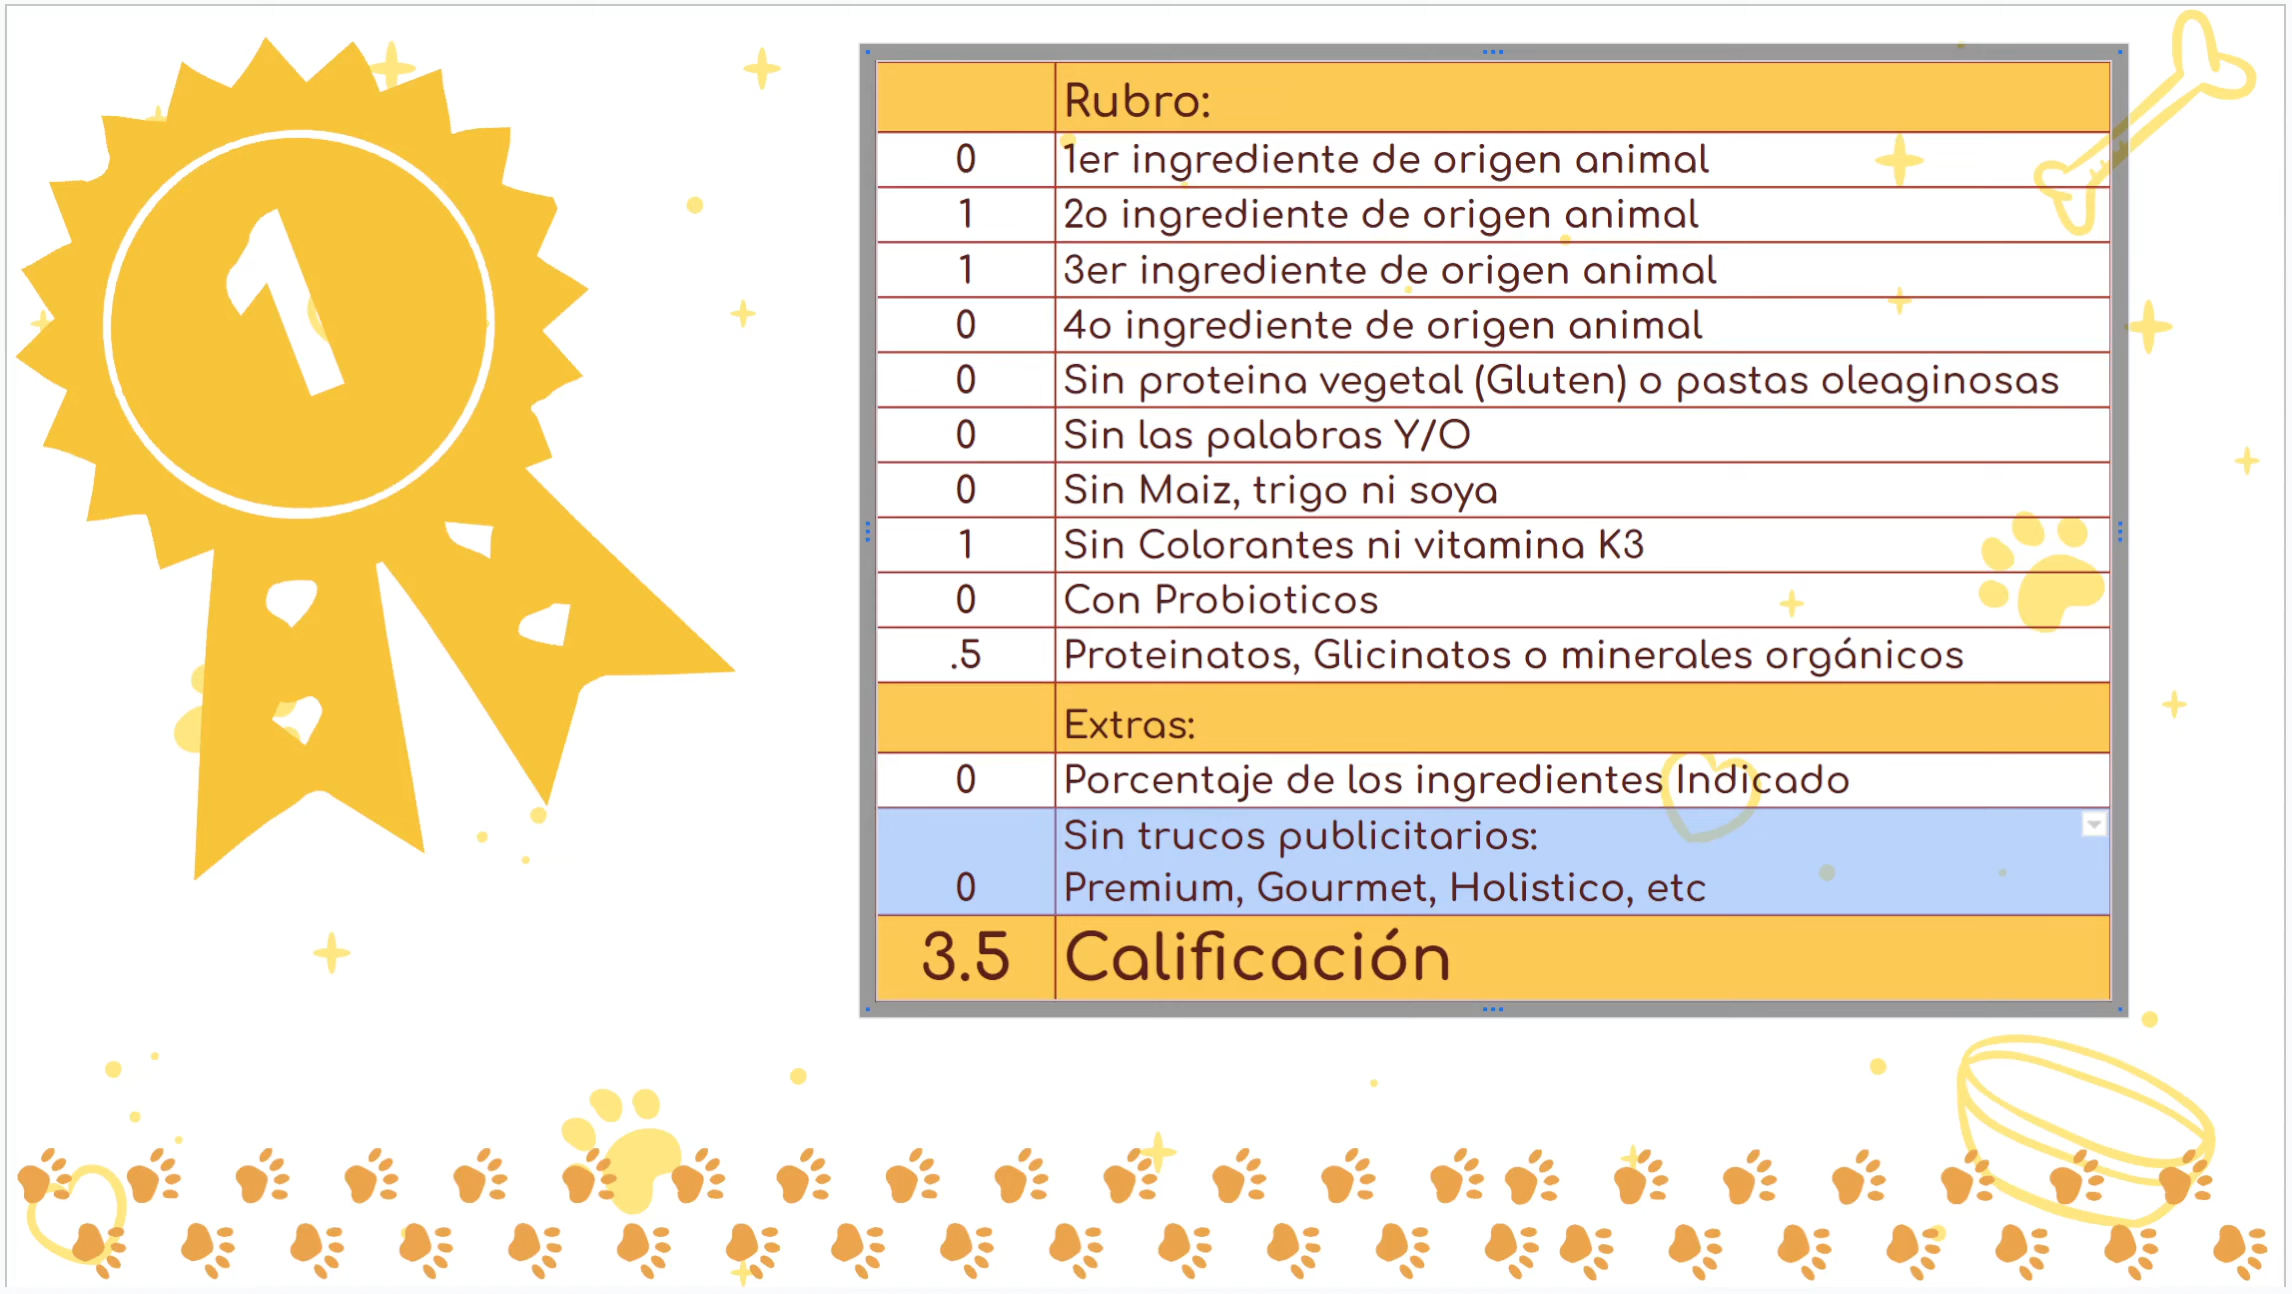 1
Rubro:
0 1er ingrediente de origen animal
1 2o ingrediente de origen animal
1 3er ingrediente de origen animal
0 4o ingrediente de origen animal
0 Sin proteina vegetal (Gluten) o pastas oleaginosas
0 Sin las palabras Y/O
0 Sin Maiz, trigo ni soya
1 Sin Colorantes ni vitamina K3
0 Con Probioticos
.5 Proteinatos, Glicinatos o minerales orgánicos
Extras:
0 Porcentaje de los ingredientes Indicado
Sin trucos publicitarios:
0 Premium, Gourmet, Holistico, etc
3.5 Calificación